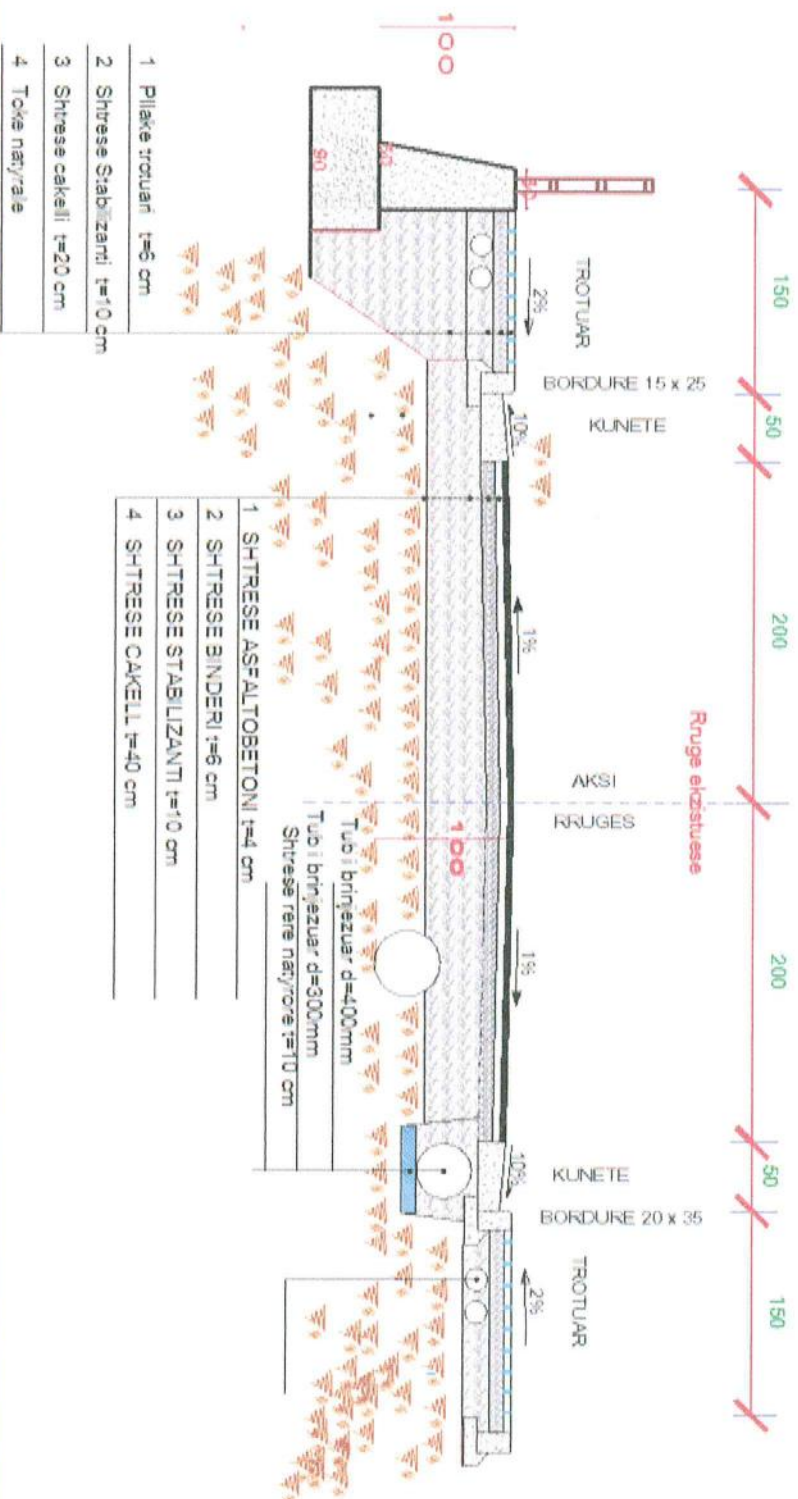 150
50
200
200
50
150
Rruge ekzistuese
TROTUAR
2%
BORDURE 15 x 25
KUNETE
10%
1%
AKSI
RRUGES
1%
KUNETE
10%
BORDURE 20 x 35
TROTUAR
2%
100
90
100
1 Pllake trotuari t=6 cm
2 Shtrese Stabilizanti t=10 cm
3 Shtrese cakelli t=20 cm
4 Toke natyrale
1 SHTRESE ASFALTOBETONI t=4 cm
2 SHTRESE BINDERI t=6 cm
3 SHTRESE STABILIZANTI t=10 cm
4 SHTRESE CAKELL t=40 cm
Tub i brinjezuar d=400mm
Tub i brinjezuar d=300mm
Shtrese rere natyrore t=10 cm